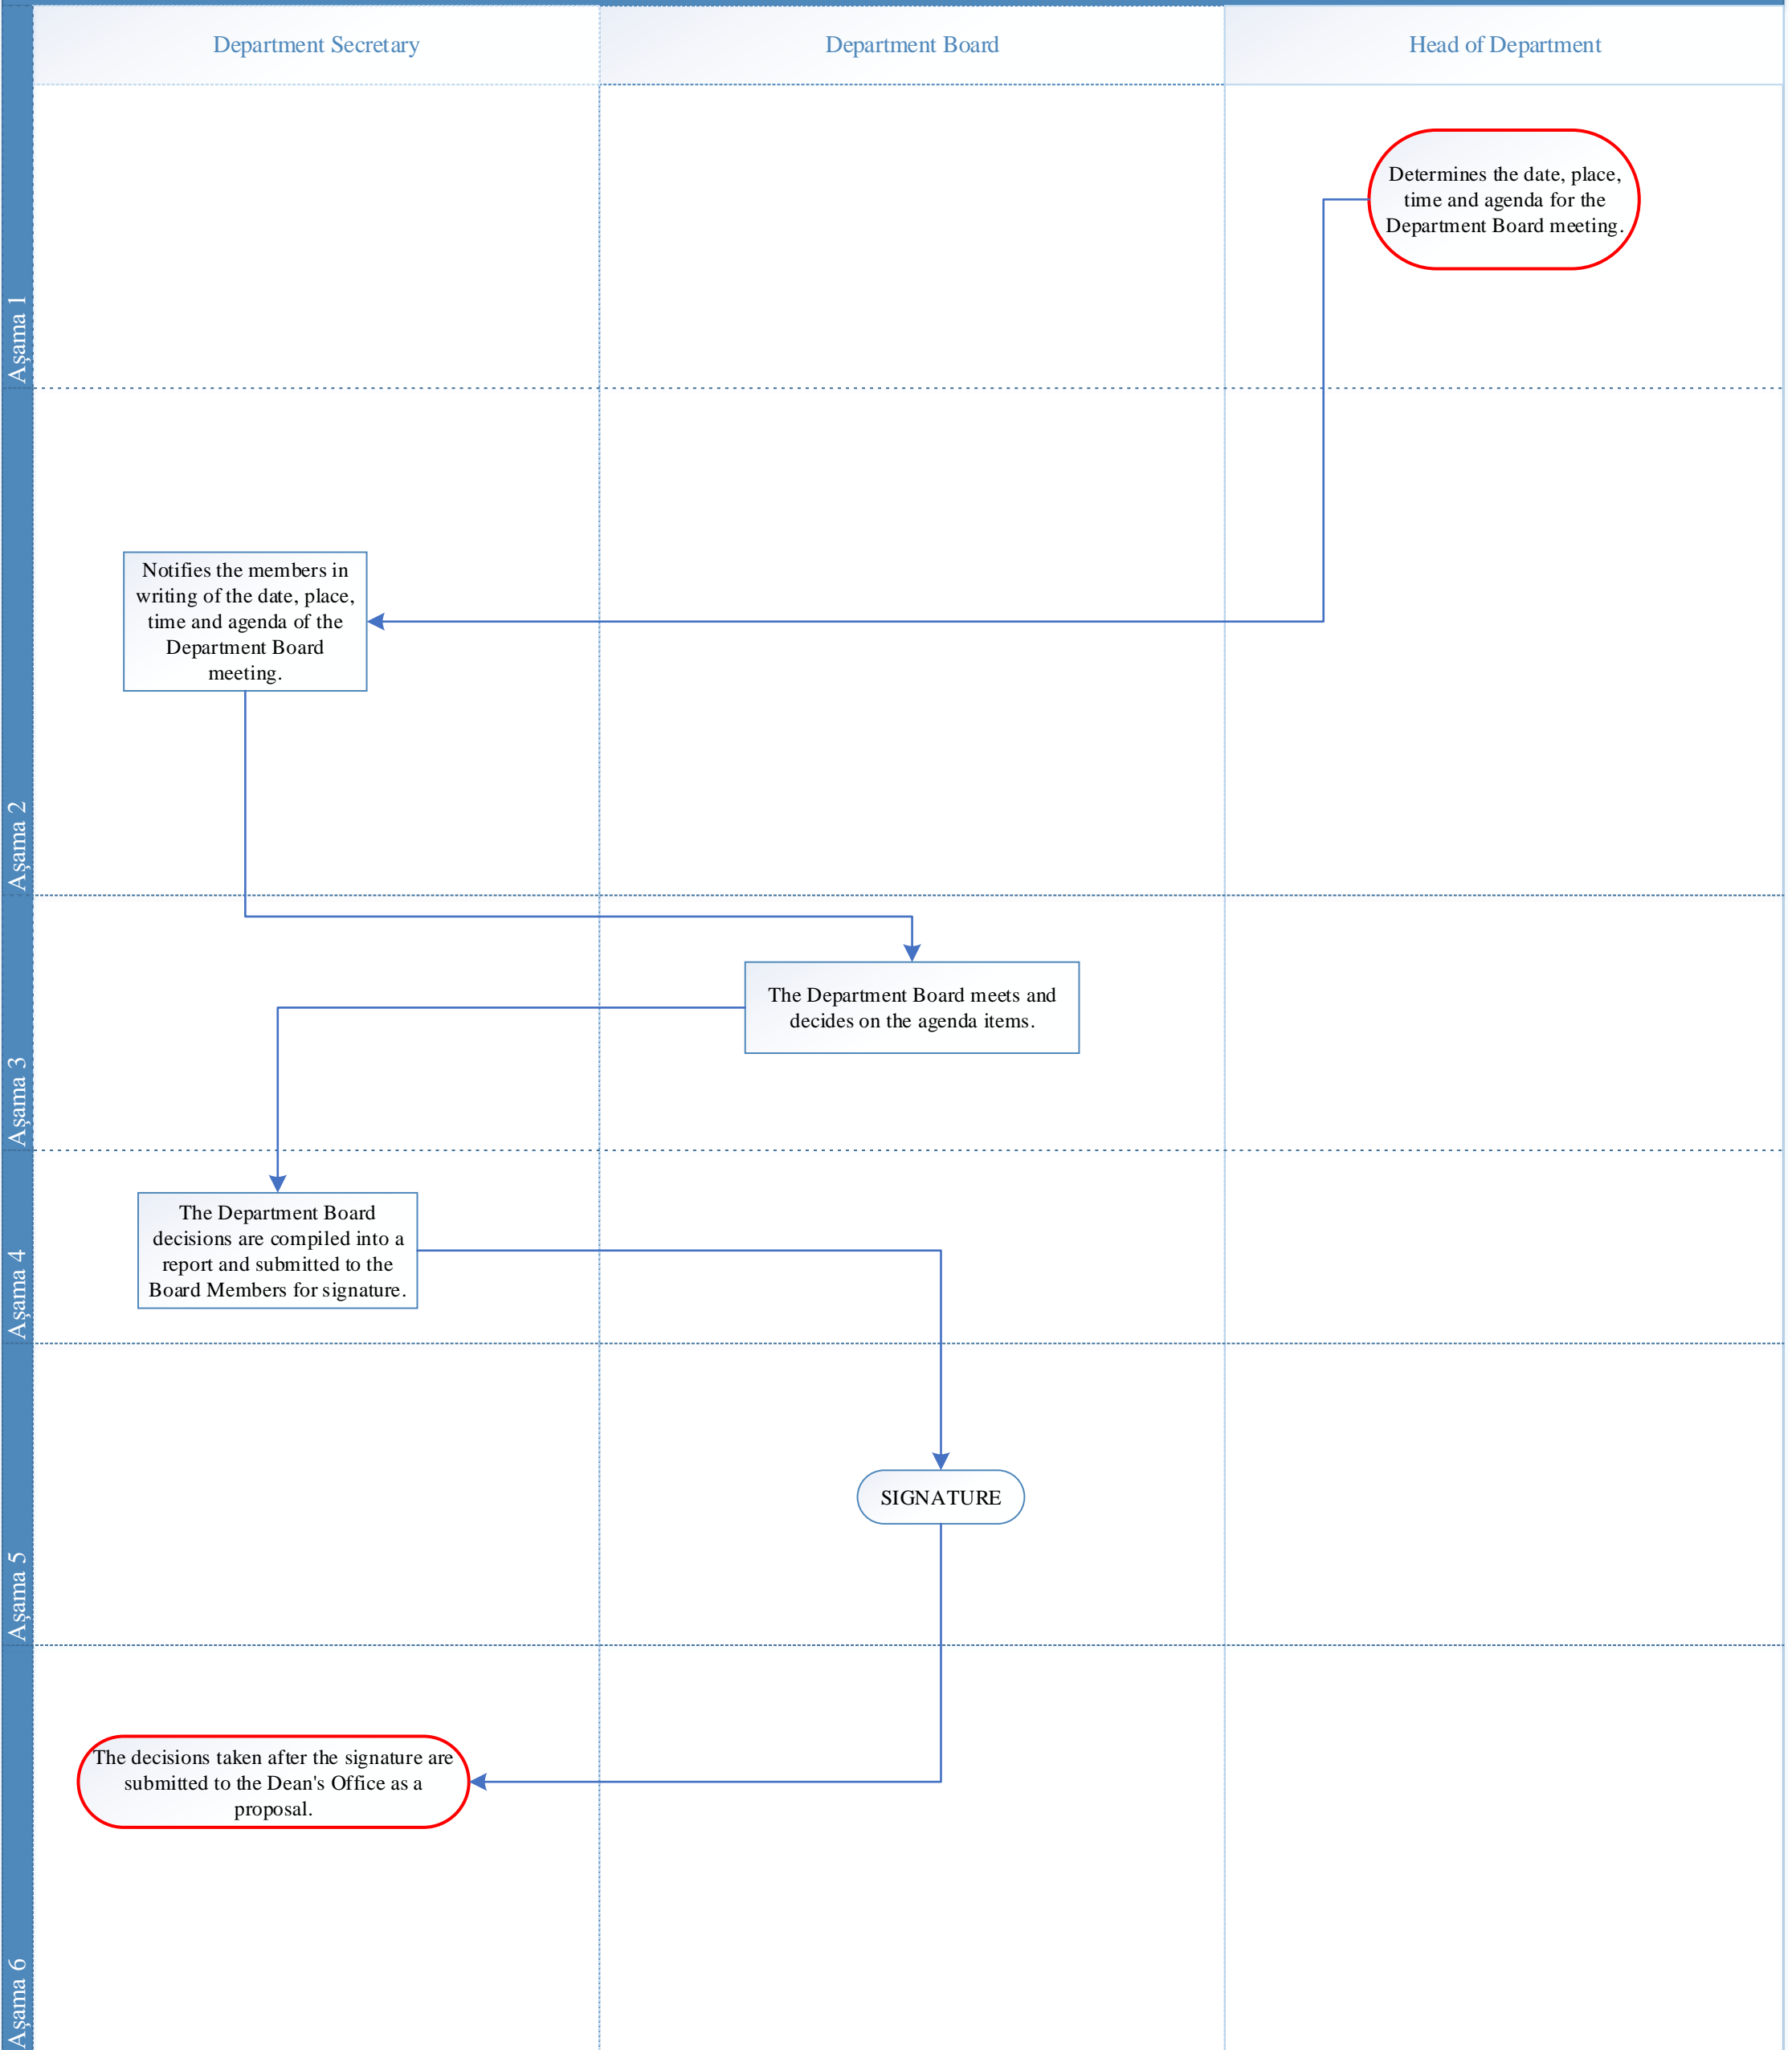 Department Secretary
Department Board
Head of Department
Determines the date, place,
time and agenda for the
Department Board meeting.
Aşama 1
Notifies the members in
writing of the date, place,
time and agenda of the
Department Board
meeting.
Aşama 2
The Department Board meets and
decides on the agenda items.
Aşama 3
The Department Board
decisions are compiled into a
report and submitted to the
Board Members for signature.
Aşama 4
SIGNATURE
Aşama 5
The decisions taken after the signature are
submitted to the Dean's Office as a
proposal.
Aşama 6